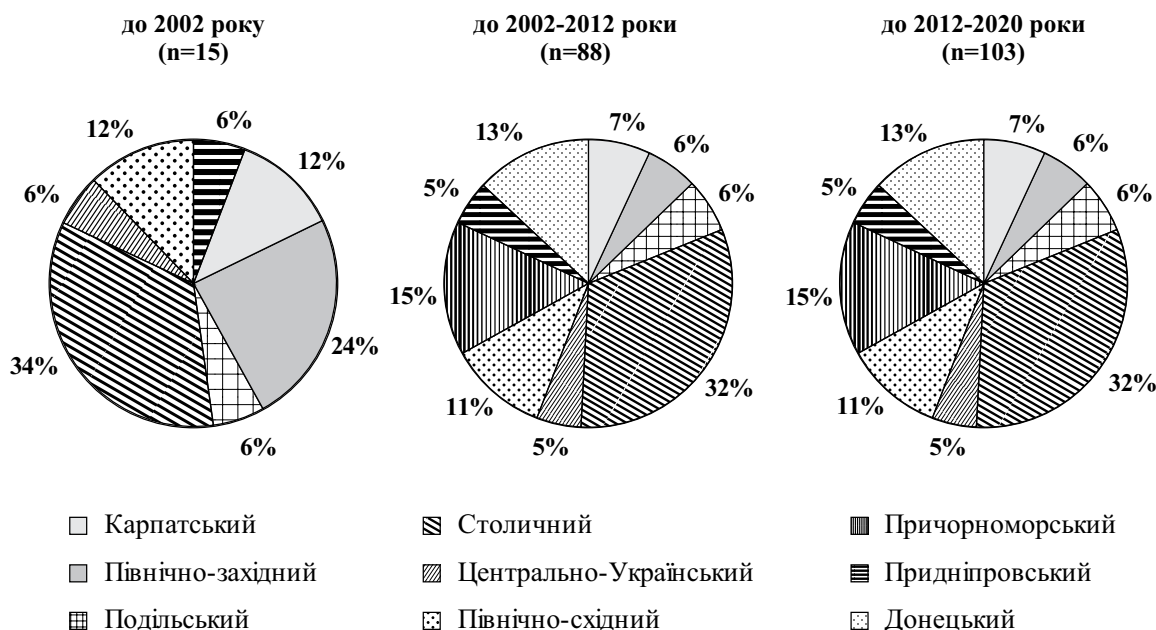 до 2002 року
(n=15)
до 2002-2012 роки
(n=88)
до 2012-2020 роки
(n=103)
12%
6%
12%
6%
24%
34%
6%
13%
7%
6%
5%
6%
15%
32%
11%
5%
13%
7%
6%
5%
6%
15%
32%
11%
5%
Карпатський
Столичний
Причорноморський
Північно-західний
Центрально-Український
Придніпровський
Подільський
Північно-східний
Донецький